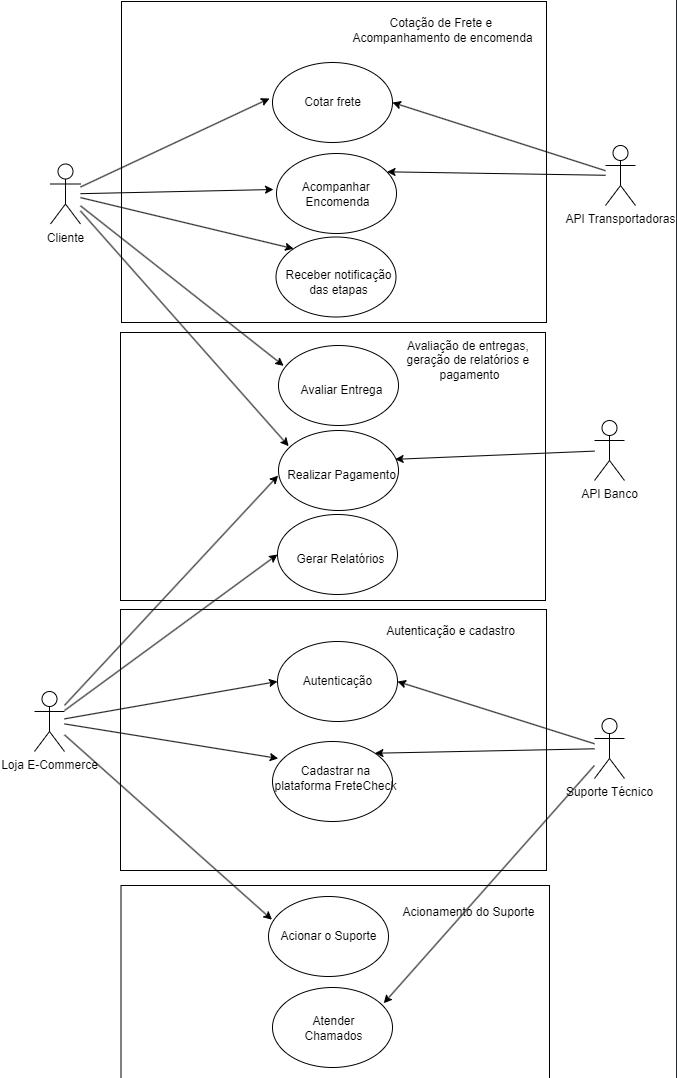 Cotação de Frete e
Acompanhamento de encomenda
Cotar frete
Acompanhar
Encomenda
Receber notificação
das etapas
Cliente
API Transportadoras
Avaliação de entregas,
geração de relatórios e
pagamento
Avaliar Entrega
Realizar Pagamento
Gerar Relatórios
API Banco
Autenticação e cadastro
Autenticação
Cadastrar na
plataforma FreteCheck
Loja E-Commerce
Suporte Técnico
Acionamento do Suporte
Acionar o Suporte
Atender
Chamados